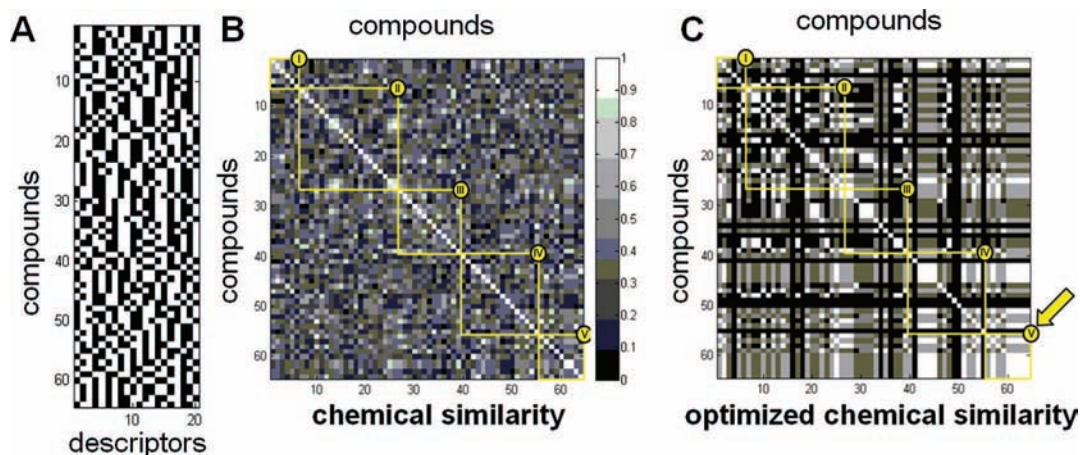 A
compounds
10
20
30
40
50
60
10
20
descriptors
B
compounds
compounds
I
II
III
IV
V
10
20
30
40
50
60
10
20
30
40
50
60
1
0.9
0.8
0.7
0.6
0.5
0.4
0.3
0.2
0.1
0
chemical similarity
C
compounds
compounds
I
II
III
IV
V
10
20
30
40
50
60
10
20
30
40
50
60
optimized chemical similarity